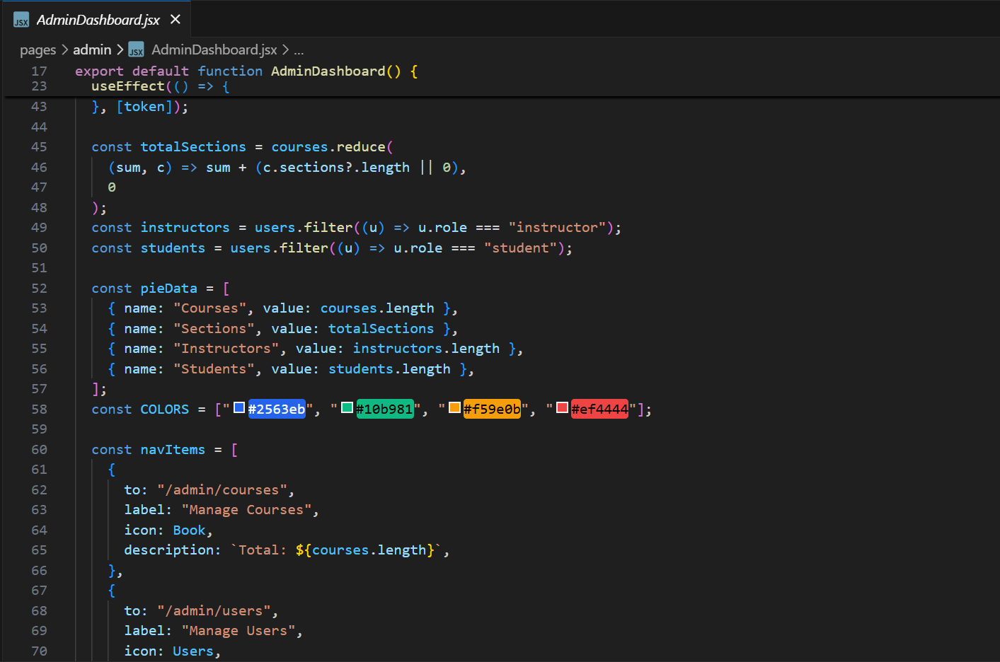 JSX AdminDashboard.jsx ×
pages > admin > JSX AdminDashboard.jsx > ...
17 export default function AdminDashboard() {
23   useEffect(() => {
43   }, [token]);
44
45   const totalSections = courses.reduce(
46     (sum, c) => sum + (c.sections?.length || 0),
47     0
48   );
49   const instructors = users.filter((u) => u.role === "instructor");
50   const students = users.filter((u) => u.role === "student");
51
52   const pieData = [
53     { name: "Courses", value: courses.length },
54     { name: "Sections", value: totalSections },
55     { name: "Instructors", value: instructors.length },
56     { name: "Students", value: students.length },
57   ];
58   const COLORS = ["#2563eb", "#10b981", "#f59e0b", "#ef4444"];
59
60   const navItems = [
61     {
62       to: "/admin/courses",
63       label: "Manage Courses",
64       icon: Book,
65       description: `Total: ${courses.length}`,
66     },
67     {
68       to: "/admin/users",
69       label: "Manage Users",
70       icon: Users,